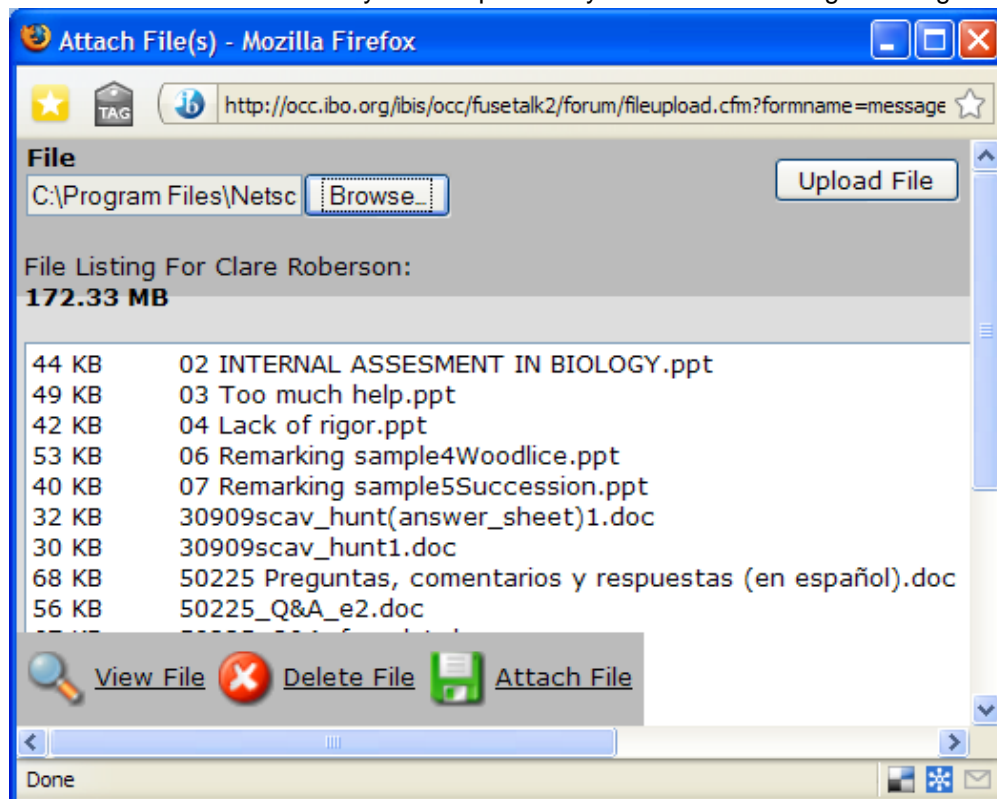 Attach File(s) - Mozilla Firefox
TAG
http://occ.ibo.org/ibis/occ/fusetalk2/forum/fileupload.cfm?formname=message
File
C:\Program Files\Netsc Browse_ Upload File
File Listing For Clare Roberson:
172.33 MB
44 KB 02 INTERNAL ASSESMENT IN BIOLOGY.ppt
49 KB 03 Too much help.ppt
42 KB 04 Lack of rigor.ppt
53 KB 06 Remarking sample4Woodlice.ppt
40 KB 07 Remarking sample5Succession.ppt
32 KB 30909scav_hunt(answer_sheet)1.doc
30 KB 30909scav_hunt1.doc
68 KB 50225 Preguntas, comentarios y respuestas (en español).doc
56 KB 50225_Q&A_e2.doc
View File Delete File Attach File
Done